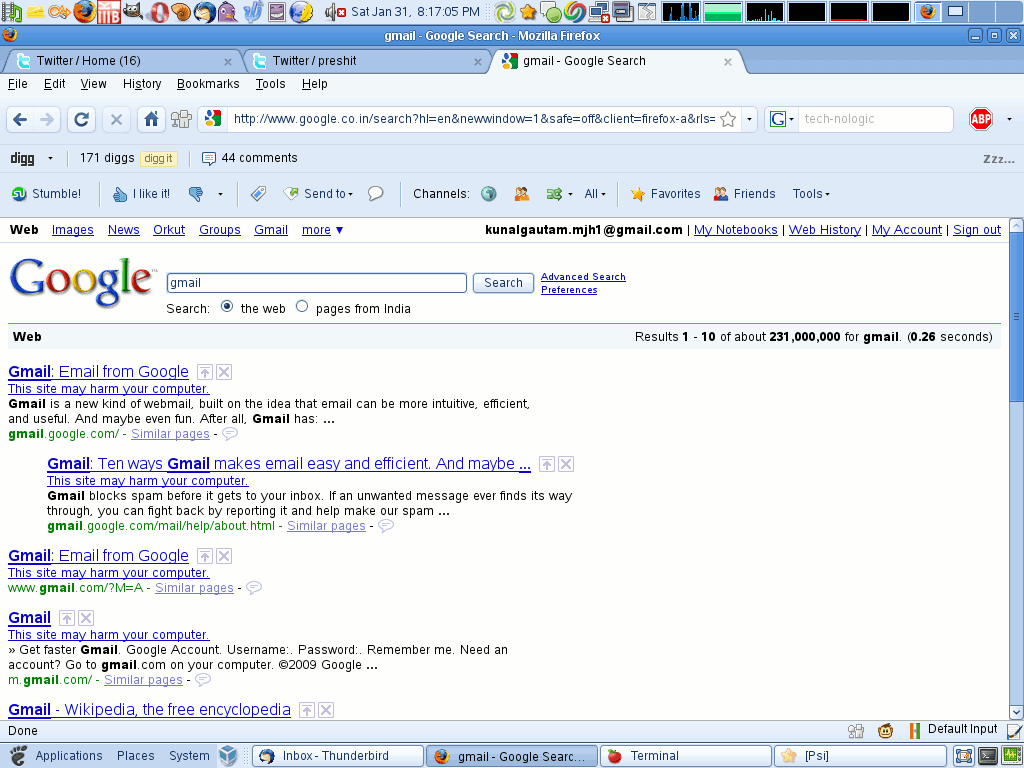 Sat Jan 31, 8:17:05 PM
gmail - Google Search - Mozilla Firefox
Twitter / Home (16)
Twitter / preshit
gmail - Google Search
File Edit View History Bookmarks Tools Help
http://www.google.co.in/search?hl=en&newwindow=1&safe=off&client=firefox-a&rls=
G
tech-nologic
ABP
digg 171 diggs digg it 44 comments Zzz...
Stumble! I like it! Send to Channels: All Favorites Friends Tools
Web Images News Orkut Groups Gmail more ▼ kunalgautam.mjh1@gmail.com | My Notebooks | Web History | My Account | Sign out
Google™
gmail
Search
Advanced Search
Preferences
Search: the web pages from India
Web Results 1 - 10 of about 231,000,000 for gmail. (0.26 seconds)
Gmail: Email from Google
This site may harm your computer.
Gmail is a new kind of webmail, built on the idea that email can be more intuitive, efficient,
and useful. And maybe even fun. After all, Gmail has: ...
gmail.google.com/ - Similar pages -
Gmail: Ten ways Gmail makes email easy and efficient. And maybe ...
This site may harm your computer.
Gmail blocks spam before it gets to your inbox. If an unwanted message ever finds its way
through, you can fight back by reporting it and help make our spam ...
gmail.google.com/mail/help/about.html - Similar pages -
Gmail: Email from Google
This site may harm your computer.
www.gmail.com/?M=A - Similar pages -
Gmail
This site may harm your computer.
» Get faster Gmail. Google Account. Username:. Password:. Remember me. Need an
account? Go to gmail.com on your computer. ©2009 Google ...
m.gmail.com/ - Similar pages -
Gmail - Wikipedia, the free encyclopedia
Done
Default Input
Applications Places System
Inbox - Thunderbird
gmail - Google Searc...
Terminal
[Psi]